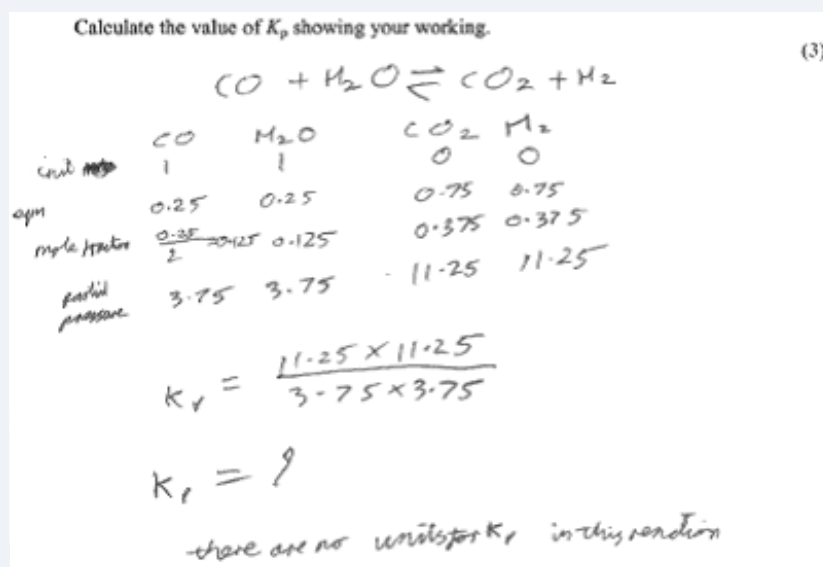 Calculate the value of Kₚ showing your working.
(3)
CO + H₂O ⇌ CO₂ + H₂
CO H₂O CO₂ H₂
init 1 1 0 0
eqm 0.25 0.25 0.75 0.75
mole fraction 0.25/2 =0.125 0.125 0.375 0.375
partial pressure 3.75 3.75 11.25 11.25
Kₚ = 11.25 × 11.25 / 3.75 × 3.75
Kₚ = 9
there are no units for Kₚ in this reaction